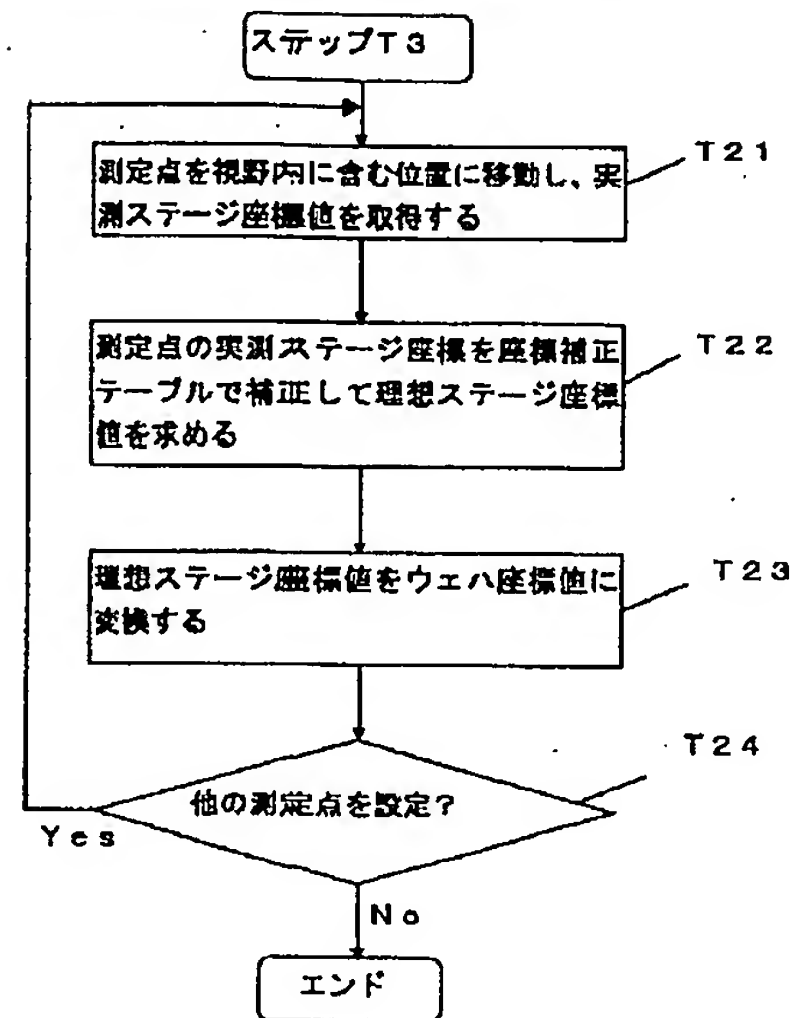 ステップT3
測定点を視野内に含む位置に移動し、実
測ステージ座標値を取得する
T21
測定点の実測ステージ座標を座標補正
テーブルで補正して理想ステージ座標
値を求める
T22
理想ステージ座標値をウェハ座標値に
変換する
T23
他の測定点を設定?
T24
Yes
No
エンド